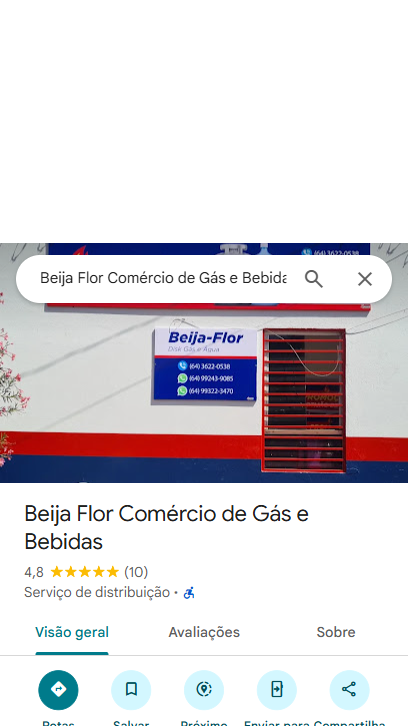 (64) 3622-0538
Beija Flor Comércio de Gás e Bebida
Beija-Flor
Disk Gás e Água
(64) 3622-0538
(64) 99243-9085
(64) 99322-3470
Beija Flor Comércio de Gás e
Bebidas
4,8 (10)
Serviço de distribuição •
Visão geral Avaliações Sobre
Rotas Salvar Próximo Enviar para Compartilha